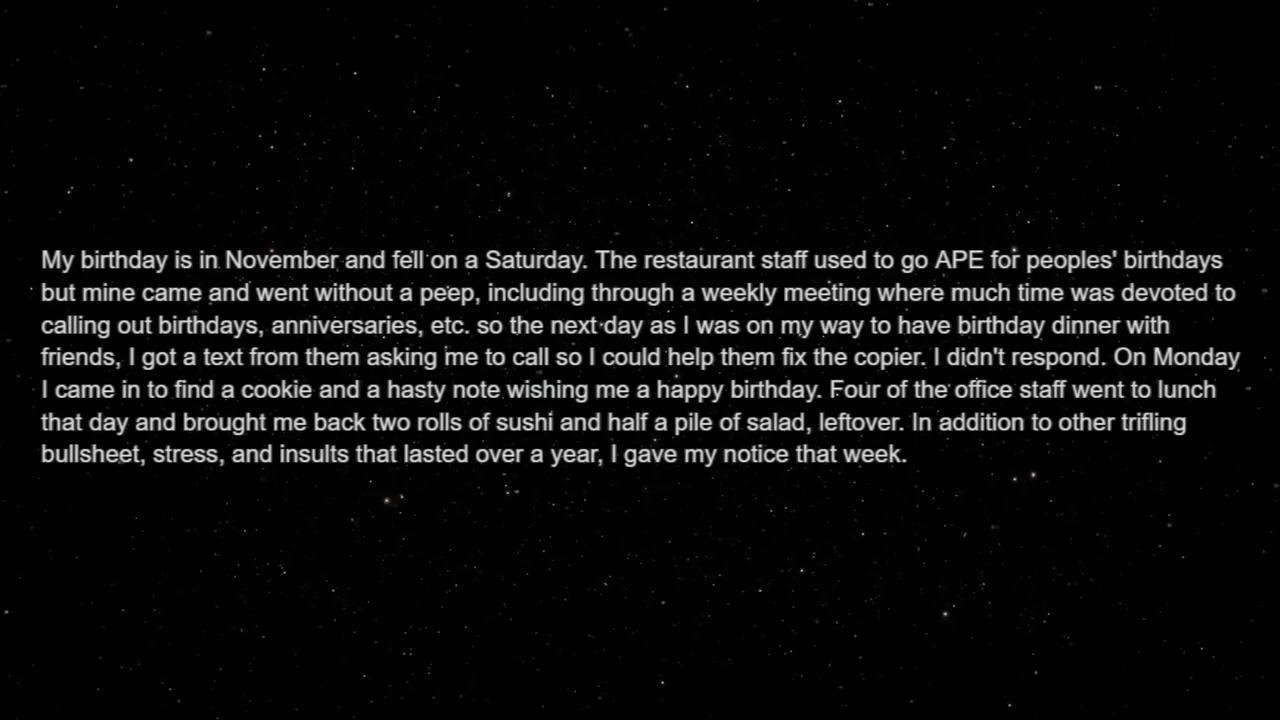 My birthday is in November and fell on a Saturday. The restaurant staff used to go APE for peoples' birthdays
but mine came and went without a peep, including through a weekly meeting where much time was devoted to
calling out birthdays, anniversaries, etc. so the next day as I was on my way to have birthday dinner with
friends, I got a text from them asking me to call so I could help them fix the copier. I didn't respond. On Monday
I came in to find a cookie and a hasty note wishing me a happy birthday. Four of the office staff went to lunch
that day and brought me back two rolls of sushi and half a pile of salad, leftover. In addition to other trifling
bullsheet, stress, and insults that lasted over a year, I gave my notice that week.